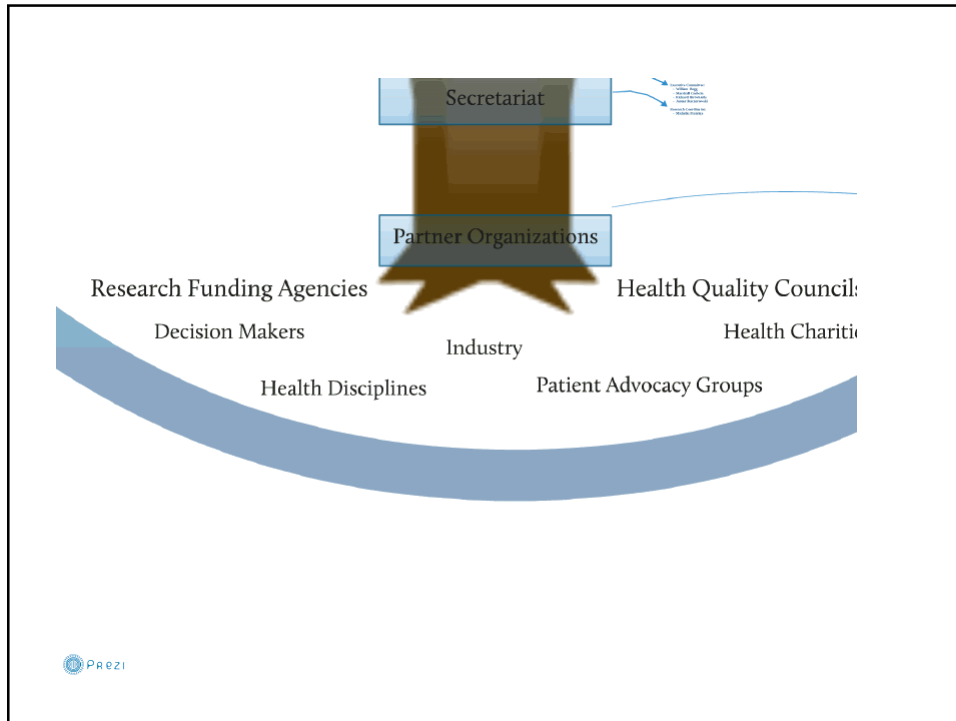 Secretariat
Partner Organizations
Research Funding Agencies
Health Quality Councils
Decision Makers
Health Charitie
Industry
Health Disciplines
Patient Advocacy Groups
PREZI